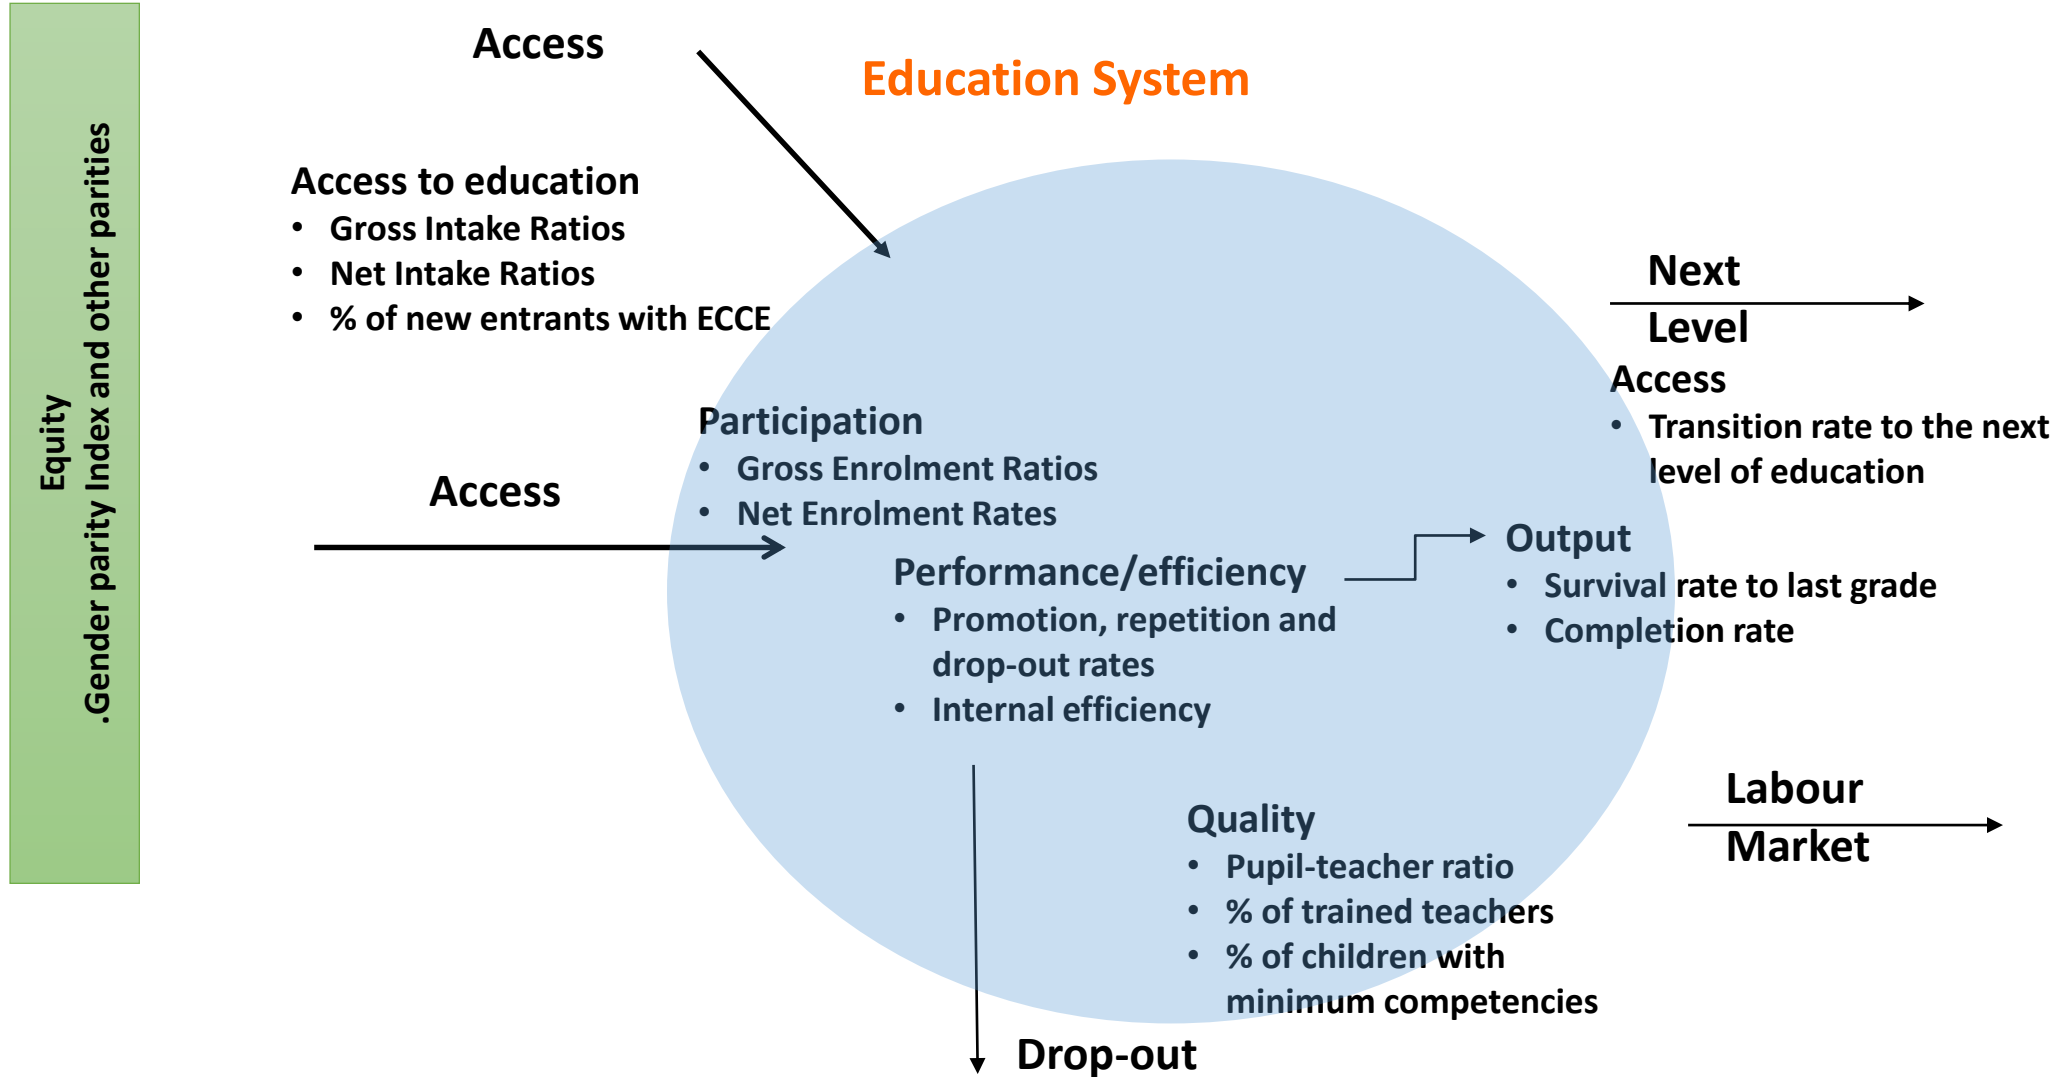 Equity
.Gender parity Index and other parities
Access
Education System
Access to education
• Gross Intake Ratios
• Net Intake Ratios
• % of new entrants with ECCE
Access
Participation
• Gross Enrolment Ratios
• Net Enrolment Rates
Performance/efficiency
• Promotion, repetition and
drop-out rates
• Internal efficiency
Drop-out
Quality
• Pupil-teacher ratio
• % of trained teachers
• % of children with
minimum competencies
Next
Level
Access
• Transition rate to the next
level of education
Output
• Survival rate to last grade
• Completion rate
Labour
Market